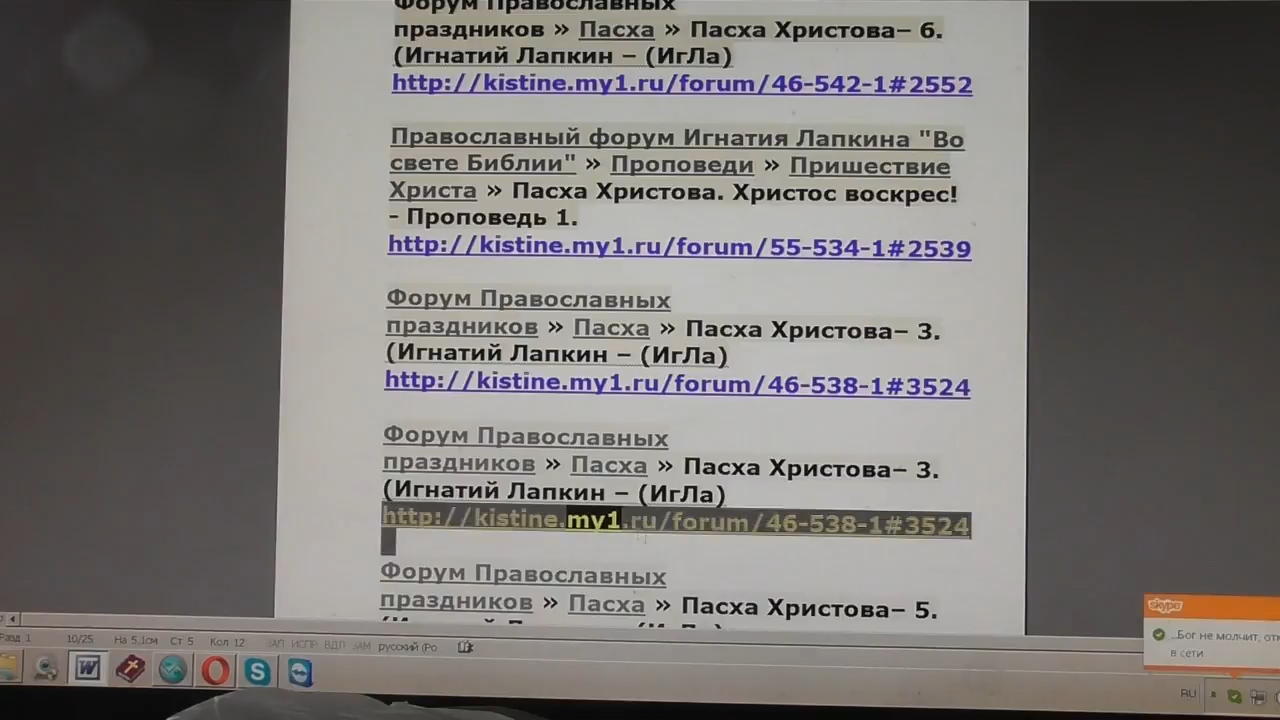 Форум Православных
праздников » Пасха » Пасха Христова– 6.
(Игнатий Лапкин – (ИгЛа)
http://kistine.my1.ru/forum/46-542-1#2552
Православный форум Игнатия Лапкина "Во
свете Библии" » Проповеди » Пришествие
Христа » Пасха Христова. Христос воскрес!
- Проповедь 1.
http://kistine.my1.ru/forum/55-534-1#2539
Форум Православных
праздников » Пасха » Пасха Христова– 3.
(Игнатий Лапкин – (ИгЛа)
http://kistine.my1.ru/forum/46-538-1#3524
Форум Православных
праздников » Пасха » Пасха Христова– 3.
(Игнатий Лапкин – (ИгЛа)
http://kistine.my1.ru/forum/46-538-1#3524
Форум Православных
праздников » Пасха » Пасха Христова– 5.
skype
..Бог не молчит, отк
в сети
Разд 1 10/25 На 5,1см Ст 5 Кол 12 ЗАП ИСПР ВДЛ ЗАМ русский (Ро
RU